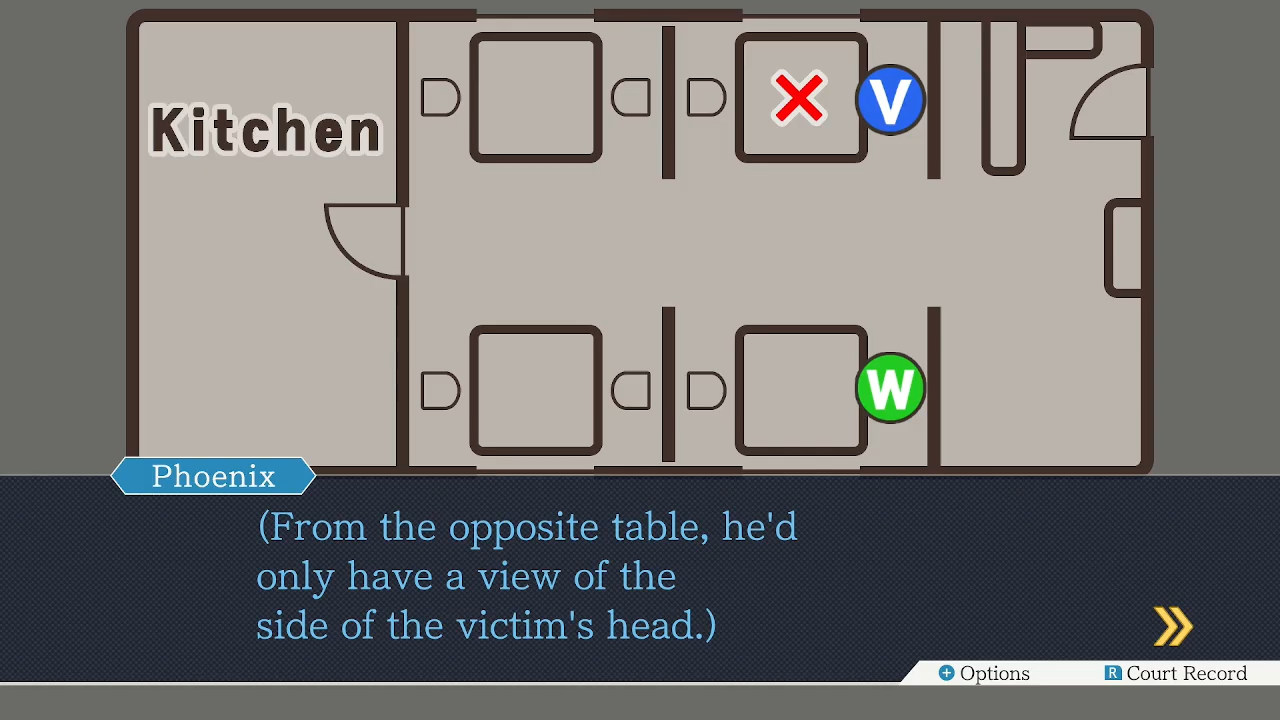 Kitchen
V
W
Phoenix
(From the opposite table, he'd
only have a view of the
side of the victim's head.)
+ Options
R Court Record